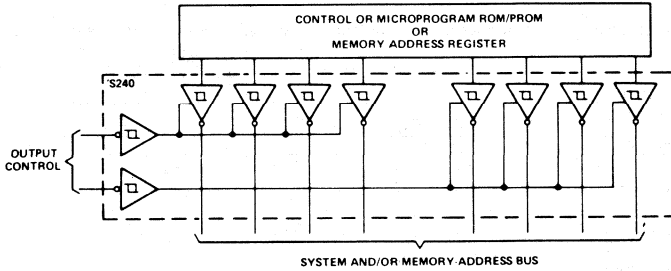 CONTROL OR MICROPROGRAM ROM/PROM
OR
MEMORY ADDRESS REGISTER
'S240
OUTPUT
CONTROL
SYSTEM AND/OR MEMORY-ADDRESS BUS